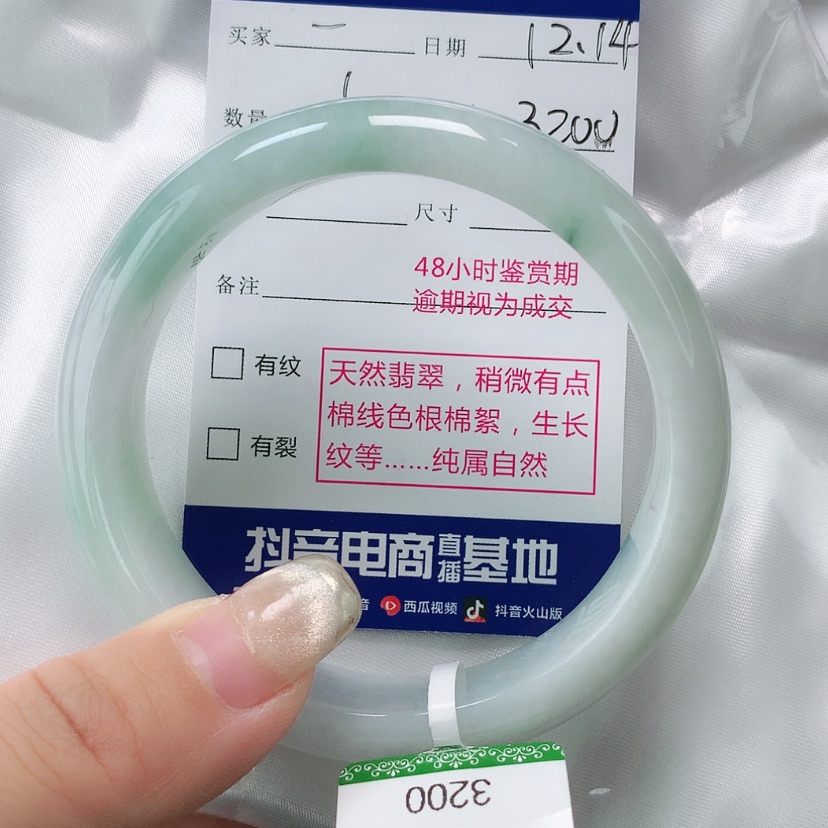 买家 一 日期 12.14
数量 1 3200
尺寸
备注
48小时鉴赏期
逾期视为成交
有纹
有裂
天然翡翠，稍微有点
棉线色根棉絮，生长
纹等……纯属自然
抖音电商直播基地
音 西瓜视频 抖音火山版
3200